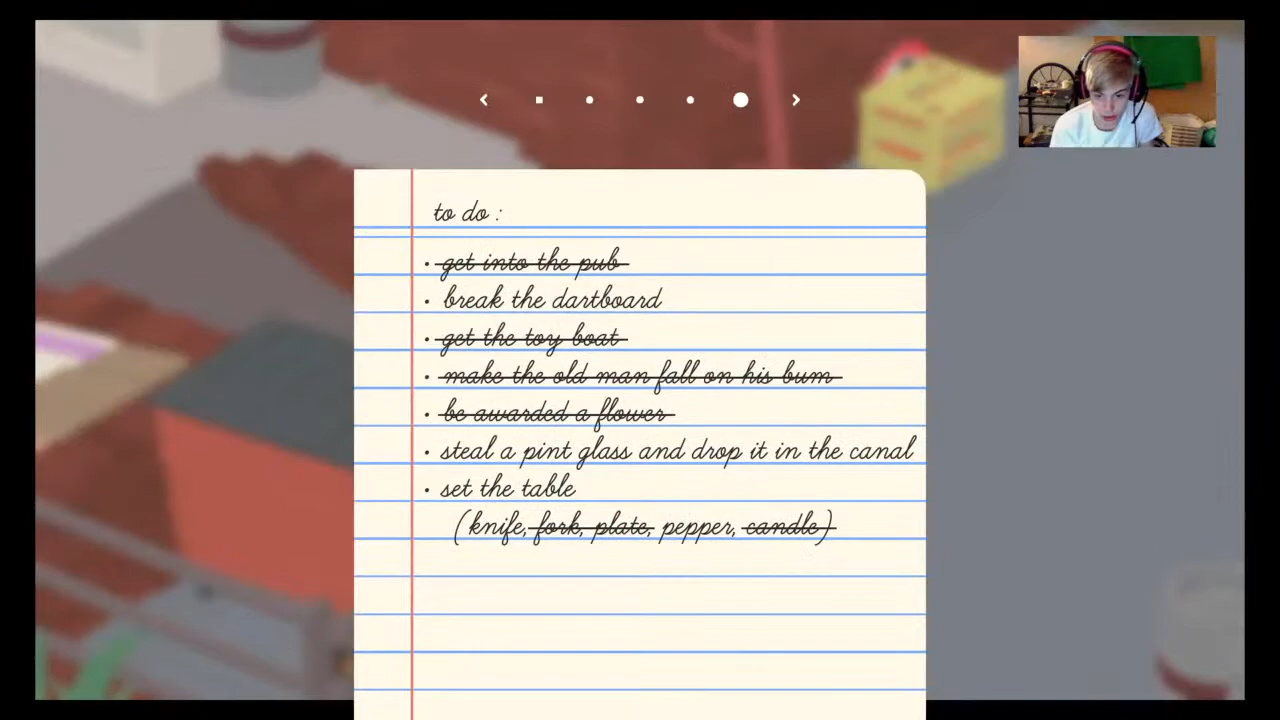 to do :
· get into the pub
· break the dartboard
· get the toy boat
· make the old man fall on his bum
· be awarded a flower
· steal a pint glass and drop it in the canal
· set the table
(knife, fork, plate, pepper, candle)